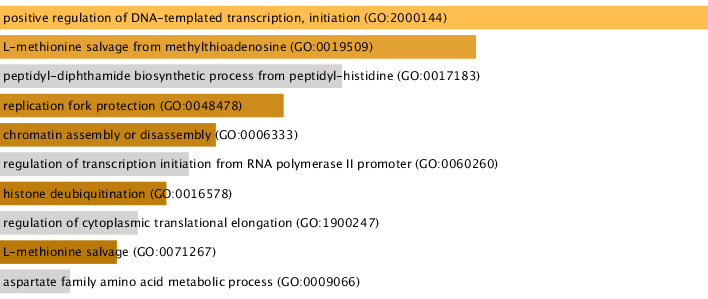 positive regulation of DNA-templated transcription, initiation (GO:2000144)
L-methionine salvage from methylthioadenosine (GO:0019509)
peptidyl-diphthamide biosynthetic process from peptidyl-histidine (GO:0017183)
replication fork protection (GO:0048478)
chromatin assembly or disassembly (GO:0006333)
regulation of transcription initiation from RNA polymerase II promoter (GO:0060260)
histone deubiquitination (GO:0016578)
regulation of cytoplasmic translational elongation (GO:1900247)
L-methionine salvage (GO:0071267)
aspartate family amino acid metabolic process (GO:0009066)